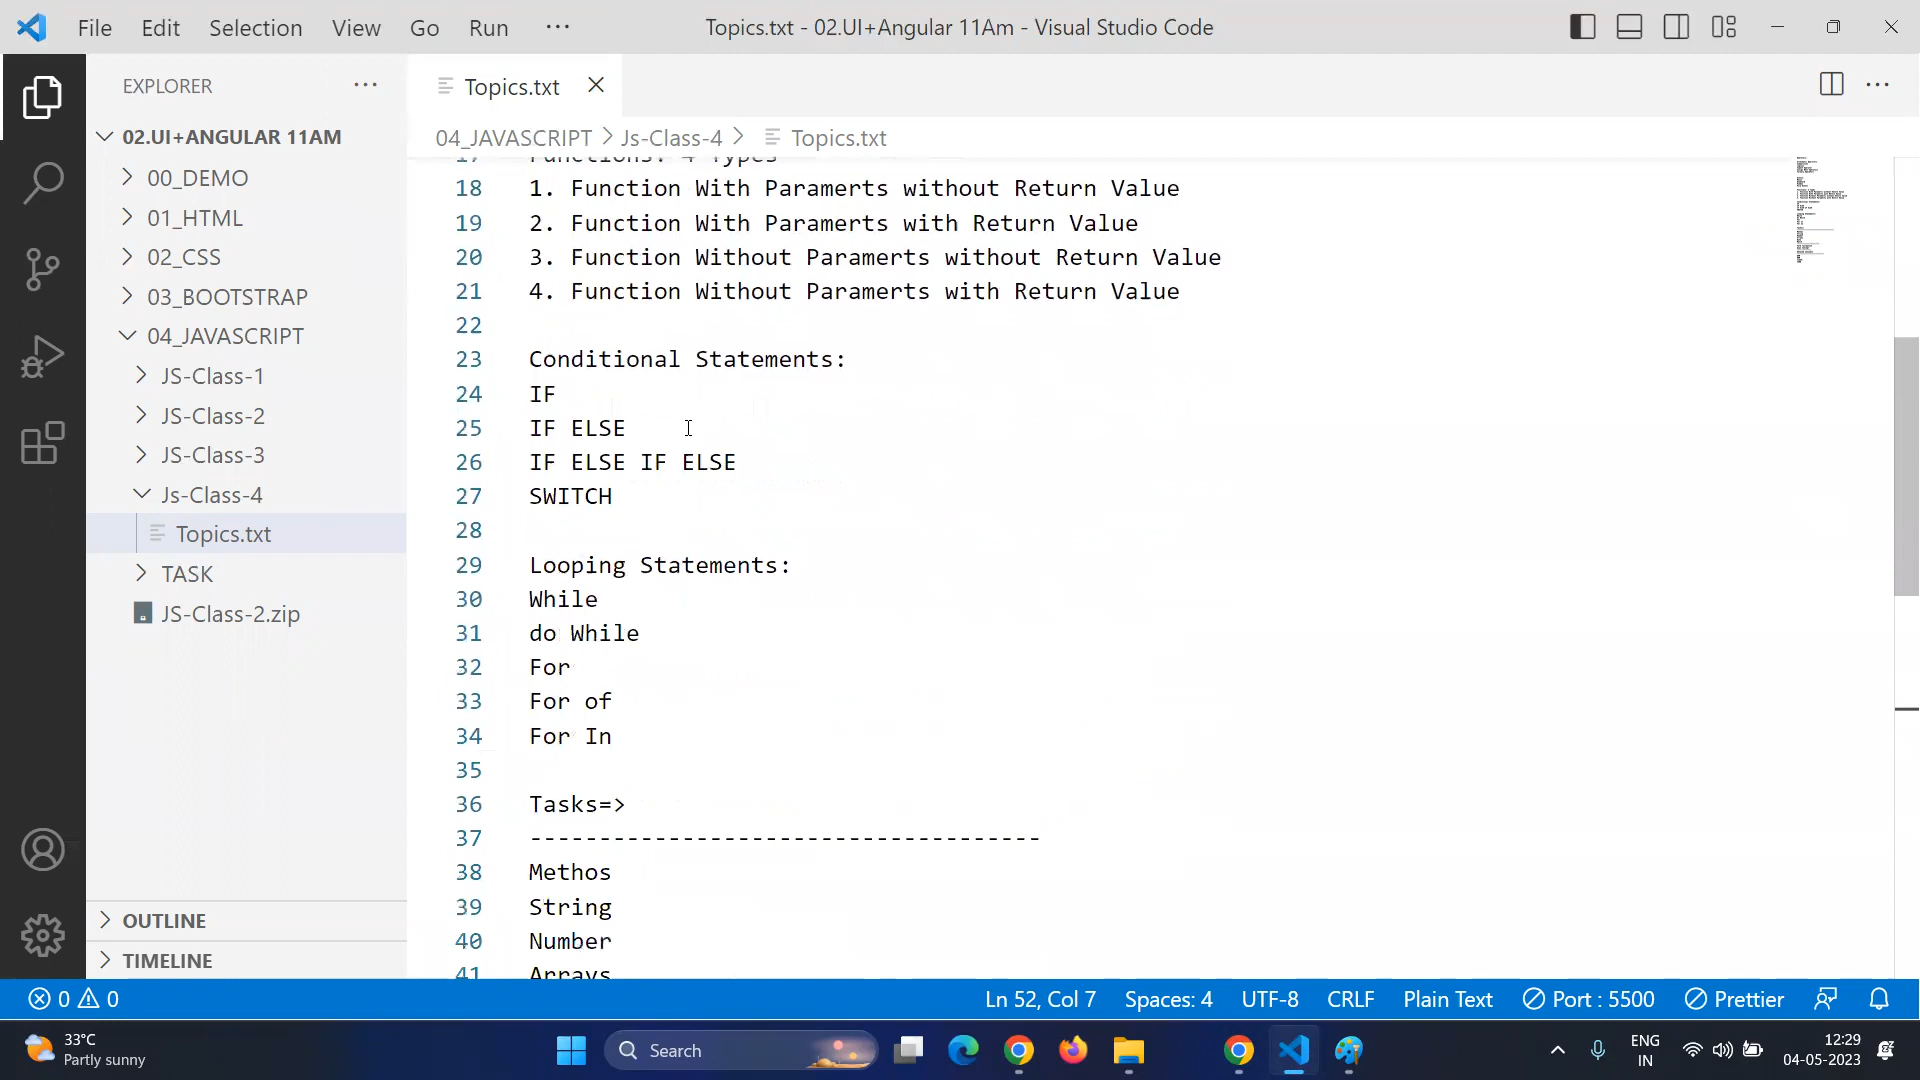 File Edit Selection View Go Run ··· Topics.txt - 02.UI+Angular 11Am - Visual Studio Code
EXPLORER ···
Topics.txt
02.UI+ANGULAR 11AM
00_DEMO
01_HTML
02_CSS
03_BOOTSTRAP
04_JAVASCRIPT
JS-Class-1
JS-Class-2
JS-Class-3
Js-Class-4
Topics.txt
TASK
JS-Class-2.zip
OUTLINE
TIMELINE
04_JAVASCRIPT > Js-Class-4 > Topics.txt
17 Functions: 4 Types
18 1. Function With Paramerts without Return Value
19 2. Function With Paramerts with Return Value
20 3. Function Without Paramerts without Return Value
21 4. Function Without Paramerts with Return Value
22
23 Conditional Statements:
24 IF
25 IF ELSE
26 IF ELSE IF ELSE
27 SWITCH
28
29 Looping Statements:
30 While
31 do While
32 For
33 For of
34 For In
35
36 Tasks=>
37 -------------------------------------
38 Methos
39 String
40 Number
41 Arrays
0 0 Ln 52, Col 7 Spaces: 4 UTF-8 CRLF Plain Text Port : 5500 Prettier
33°C
Partly sunny
Search
ENG
IN
12:29
04-05-2023